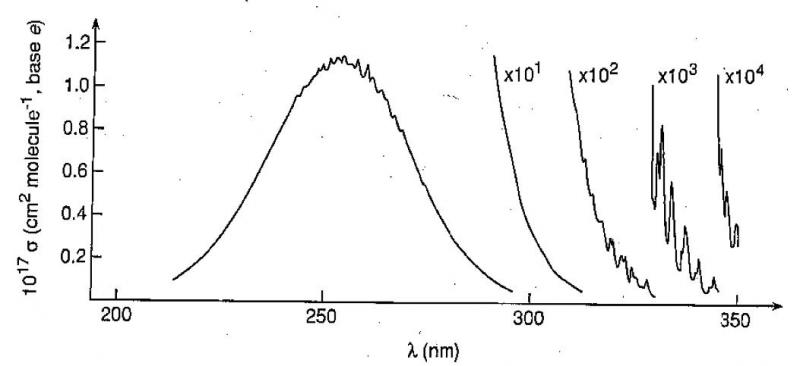 10¹⁷ σ (cm² molecule⁻¹, base e)
1.2
1.0
0.8
0.6
0.4
0.2
x10¹
x10²
x10³
x10⁴
200
250
300
350
λ (nm)